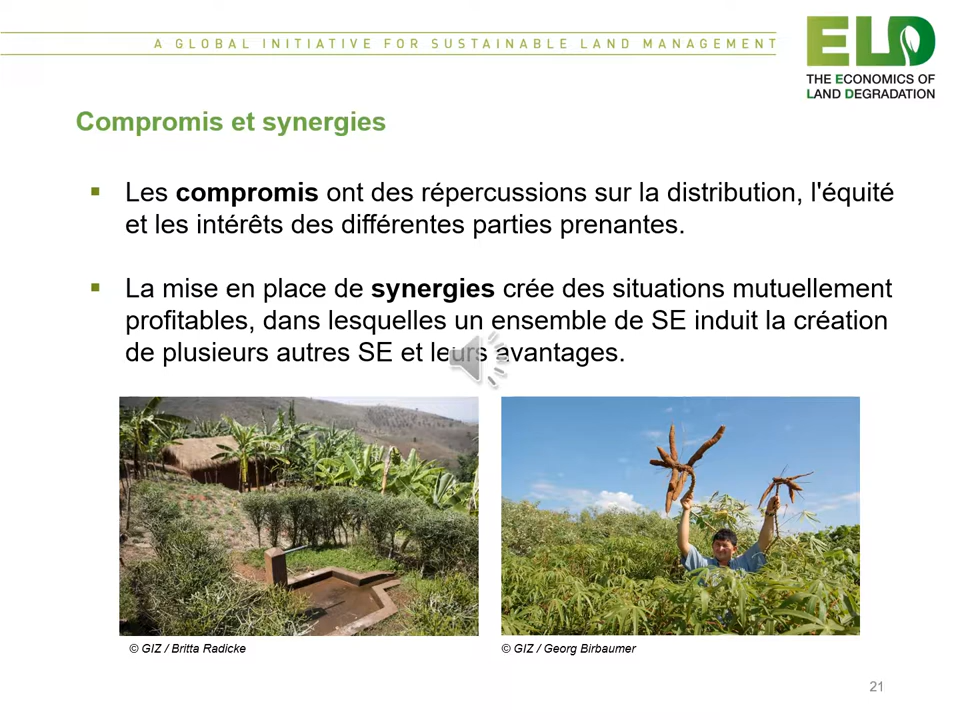 A GLOBAL INITIATIVE FOR SUSTAINABLE LAND MANAGEMENT
ELD
THE ECONOMICS OF
LAND DEGRADATION
Compromis et synergies
Les compromis ont des répercussions sur la distribution, l'équité
et les intérêts des différentes parties prenantes.
La mise en place de synergies crée des situations mutuellement
profitables, dans lesquelles un ensemble de SE induit la création
de plusieurs autres SE et leurs avantages.
© GIZ / Britta Radicke
© GIZ / Georg Birbaumer
21